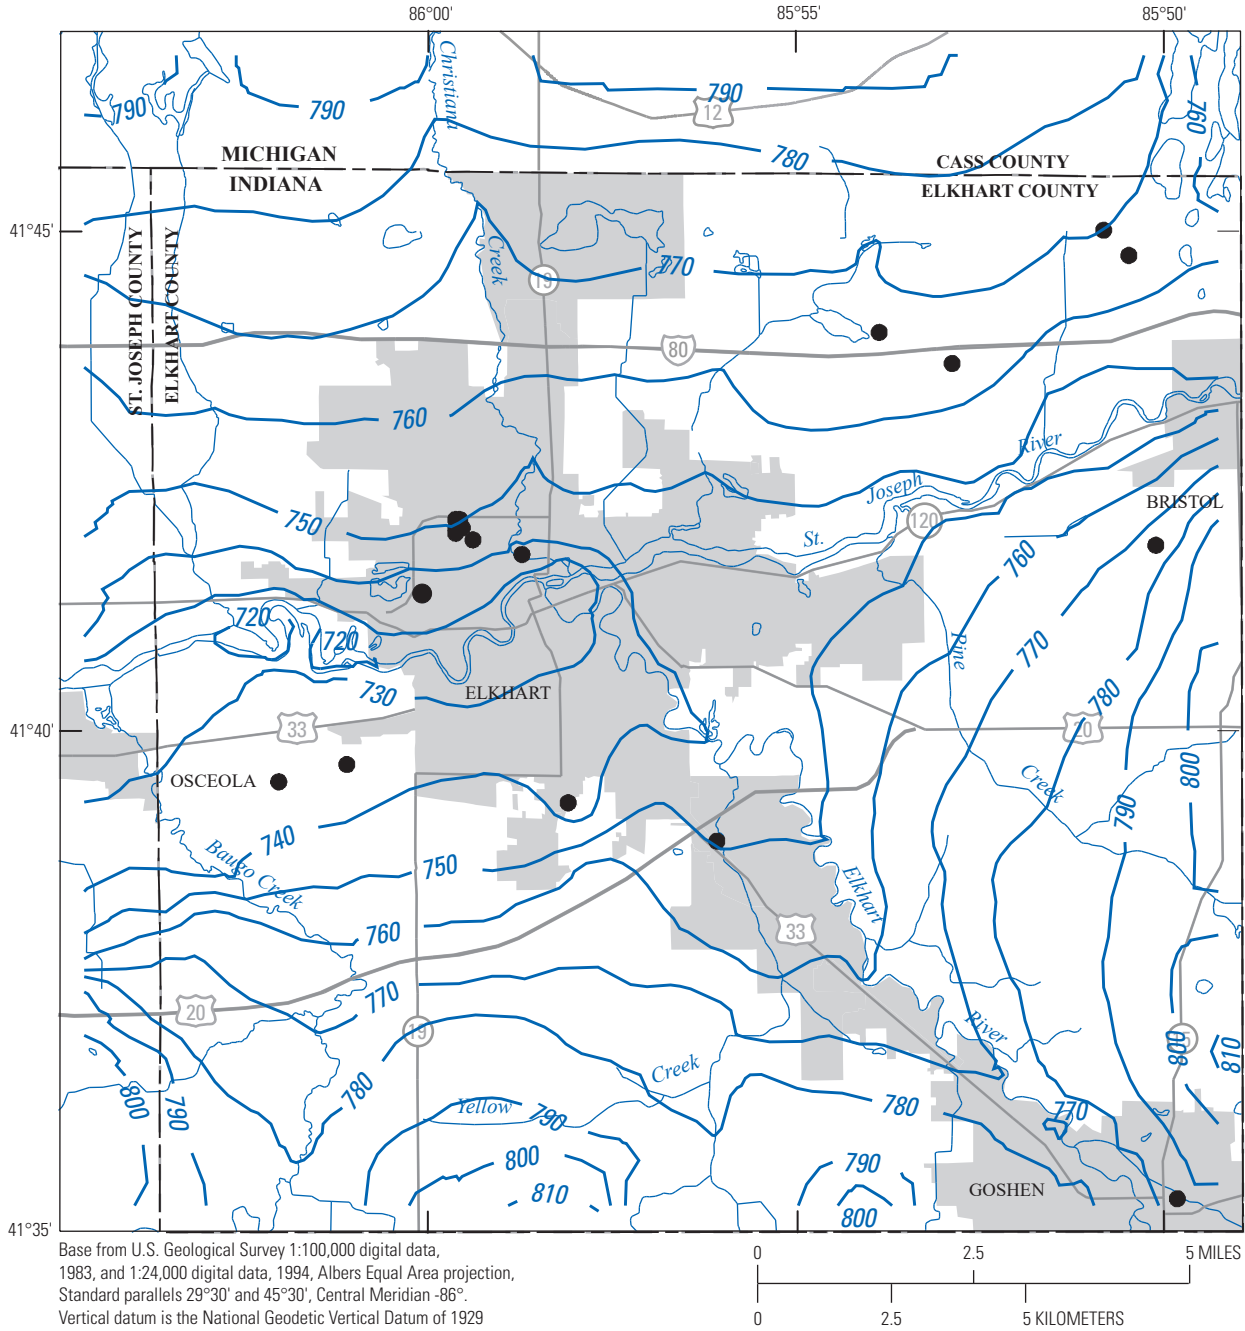 86°00'
85°55'
85°50'
Christiana
790
790
790
12
760
780
MICHIGAN
INDIANA
CASS COUNTY
ELKHART COUNTY
41°45'
ST. JOSEPH COUNTY
ELKHART COUNTY
Creek
770
19
80
760
River
Joseph
BRISTOL
750
120
St.
760
720
720
Pine
770
730
ELKHART
780
41°40'
33
20
OSCEOLA
800
Creek
790
740
Baugo Creek
750
Elkhart
760
33
770
20
19
River
800
810
780
Creek
800
790
Yellow
790
780
770
800
790
810
GOSHEN
800
41°35'
Base from U.S. Geological Survey 1:100,000 digital data,
1983, and 1:24,000 digital data, 1994, Albers Equal Area projection,
Standard parallels 29°30' and 45°30', Central Meridian -86°.
Vertical datum is the National Geodetic Vertical Datum of 1929
0 2.5 5 MILES
0 2.5 5 KILOMETERS